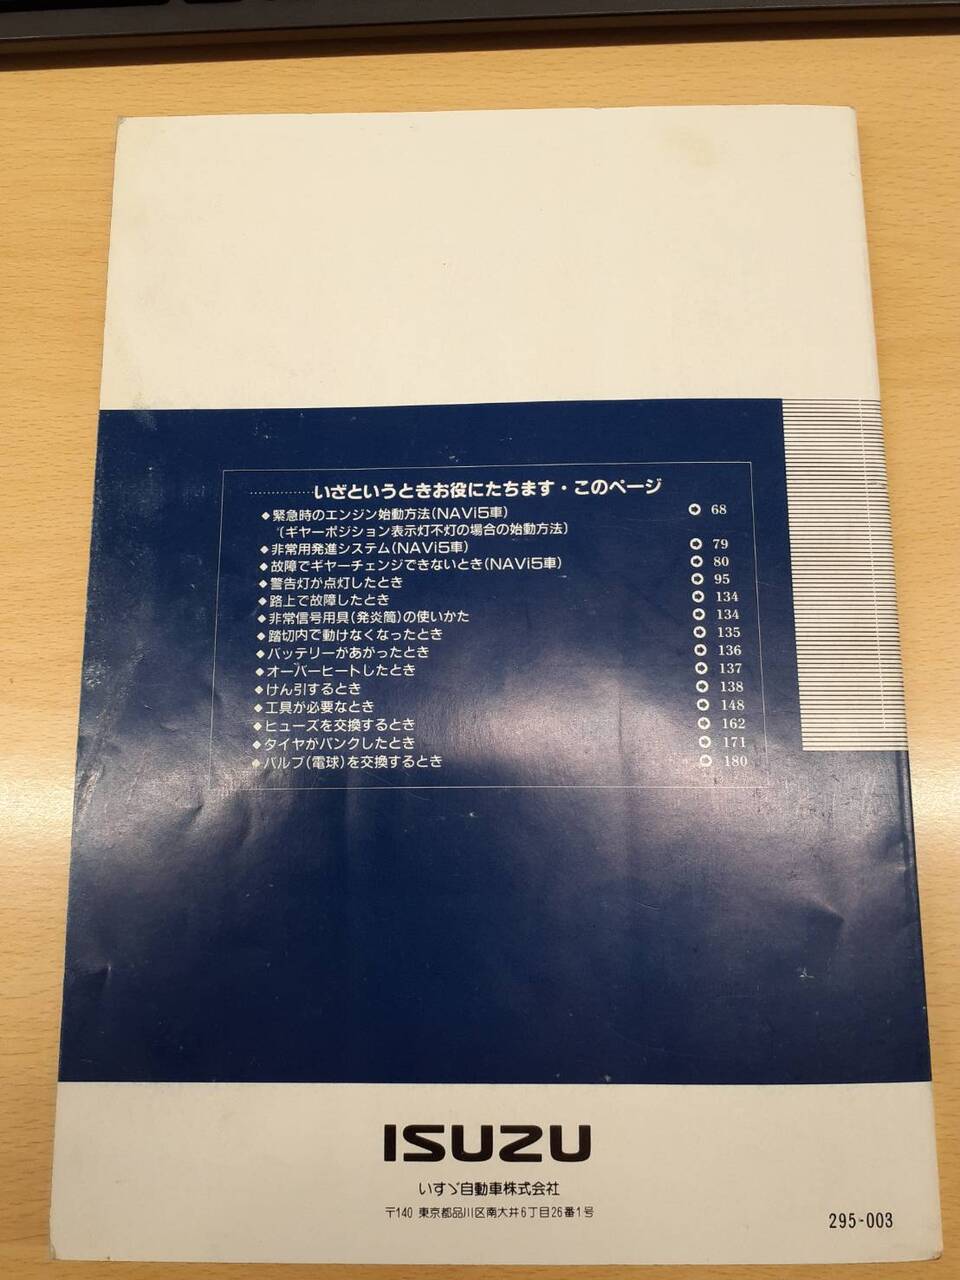 いざというときお役にたちます・このページ
◆緊急時のエンジン始動方法(NAVi5車) 68
(ギヤーポジション表示灯不灯の場合の始動方法)
◆非常用発進システム(NAVi5車) 79
◆故障でギヤーチェンジできないとき(NAVi5車) 80
◆警告灯が点灯したとき 95
◆路上で故障したとき 134
◆非常信号用具(発炎筒)の使いかた 134
◆踏切内で動けなくなったとき 135
◆バッテリーがあがったとき 136
◆オーバーヒートしたとき 137
◆けん引するとき 138
◆工具が必要なとき 148
◆ヒューズを交換するとき 162
◆タイヤがパンクしたとき 171
◆バルブ(電球)を交換するとき 180
ISUZU
いすゞ自動車株式会社
〒140 東京都品川区南大井6丁目26番1号
295-003